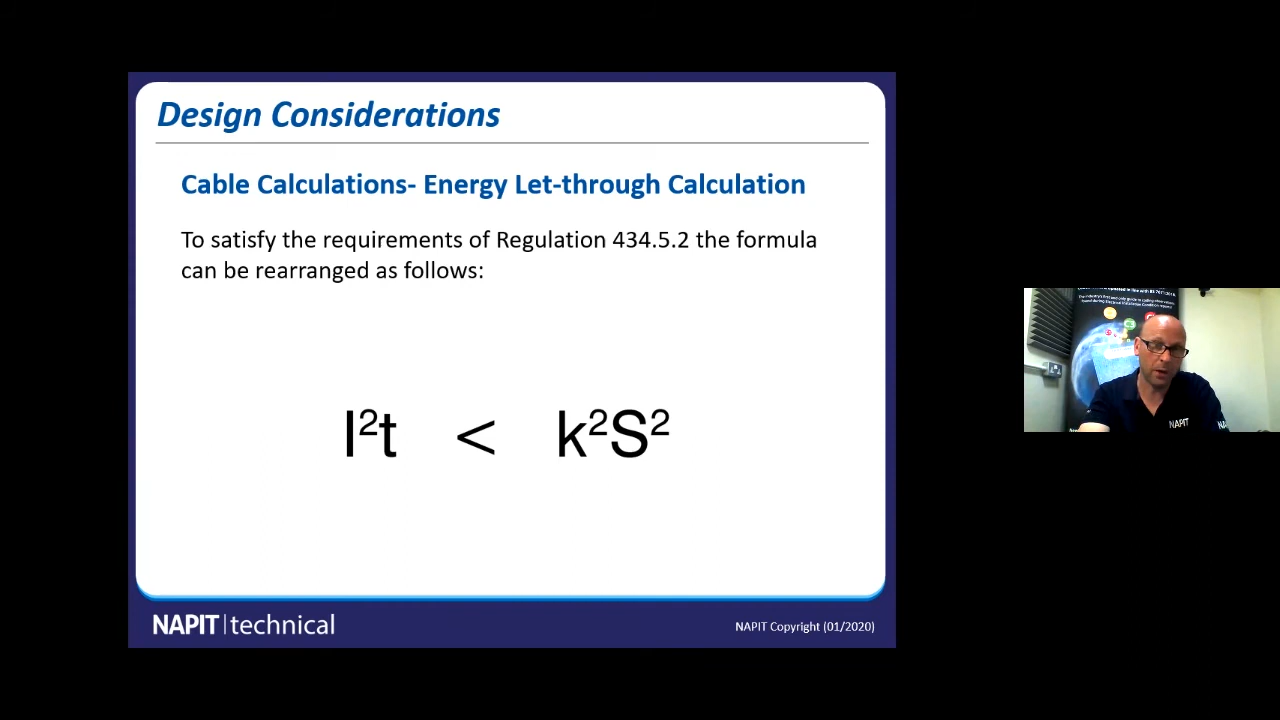 Design Considerations
Cable Calculations- Energy Let-through Calculation
To satisfy the requirements of Regulation 434.5.2 the formula
can be rearranged as follows:
I²t < k²S²
NAPIT | technical
NAPIT Copyright (01/2020)
NAPIT